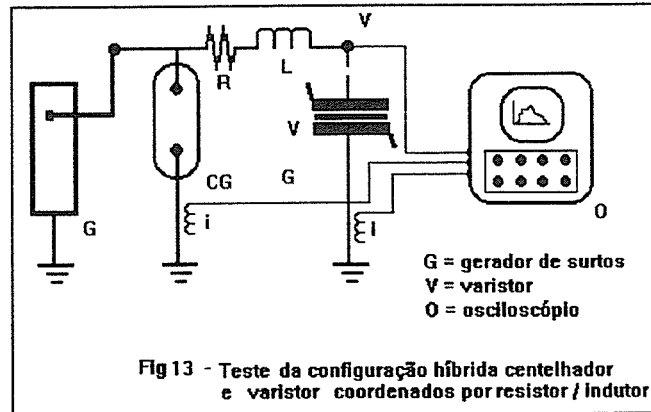 V
R
L
V
CG
G
i
i
G
O
G = gerador de surtos
V = varistor
O = osciloscópio
Fig 13 - Teste da configuração híbrida centelhador
e varistor coordenados por resistor / indutor